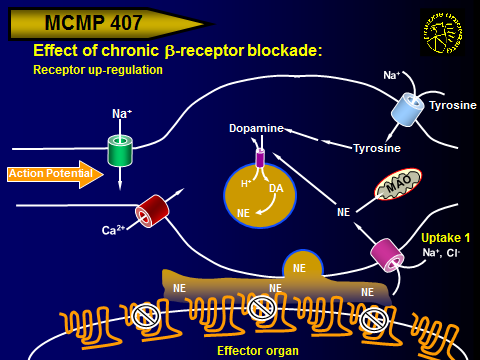 MCMP 407
Effect of chronic β-receptor blockade:
Receptor up-regulation
Na⁺
Tyrosine
Na⁺
Dopamine
Tyrosine
Action Potential
H⁺
DA
MAO
NE
NE
Ca²⁺
Uptake 1
Na⁺, Cl⁻
NE
NE
NE
NE
Effector organ